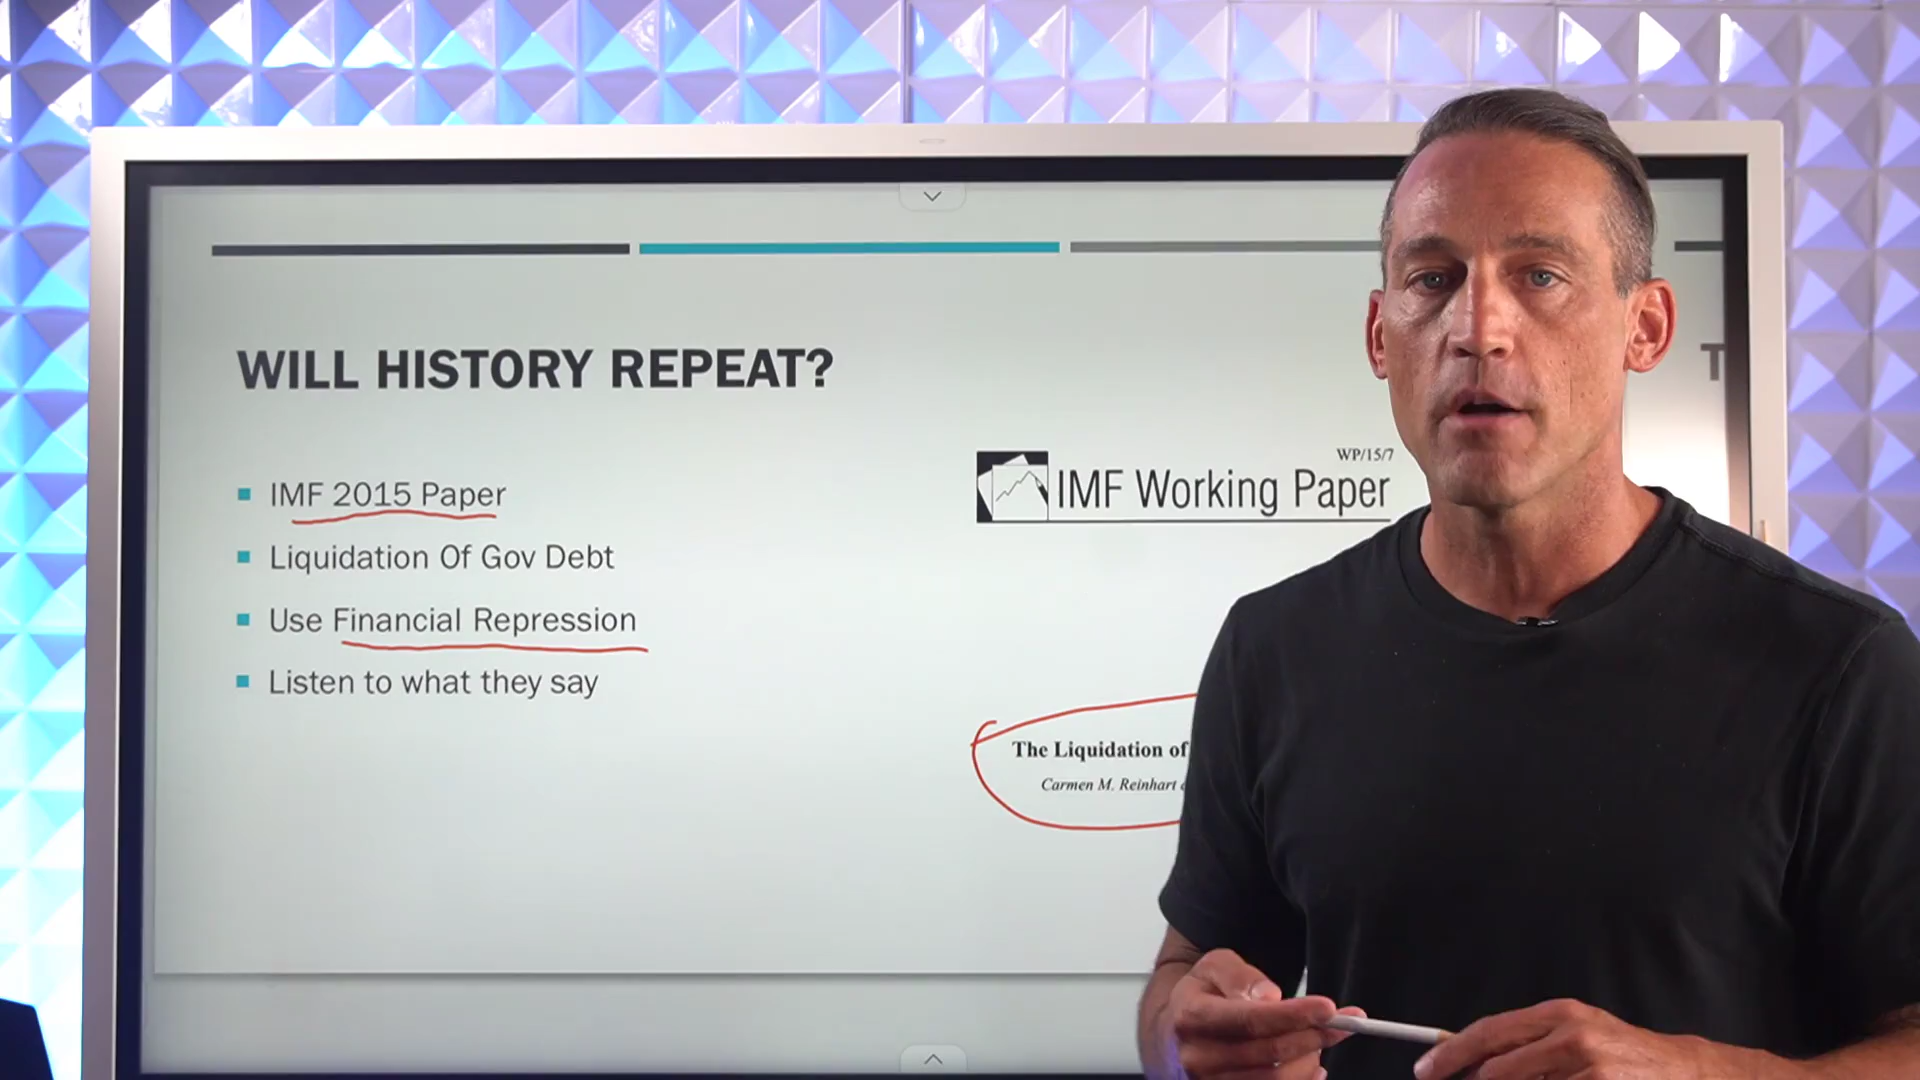 WILL HISTORY REPEAT?
IMF 2015 Paper
Liquidation Of Gov Debt
Use Financial Repression
Listen to what they say
WP/15/7
IMF Working Paper
The Liquidation of
Carmen M. Reinhart
T